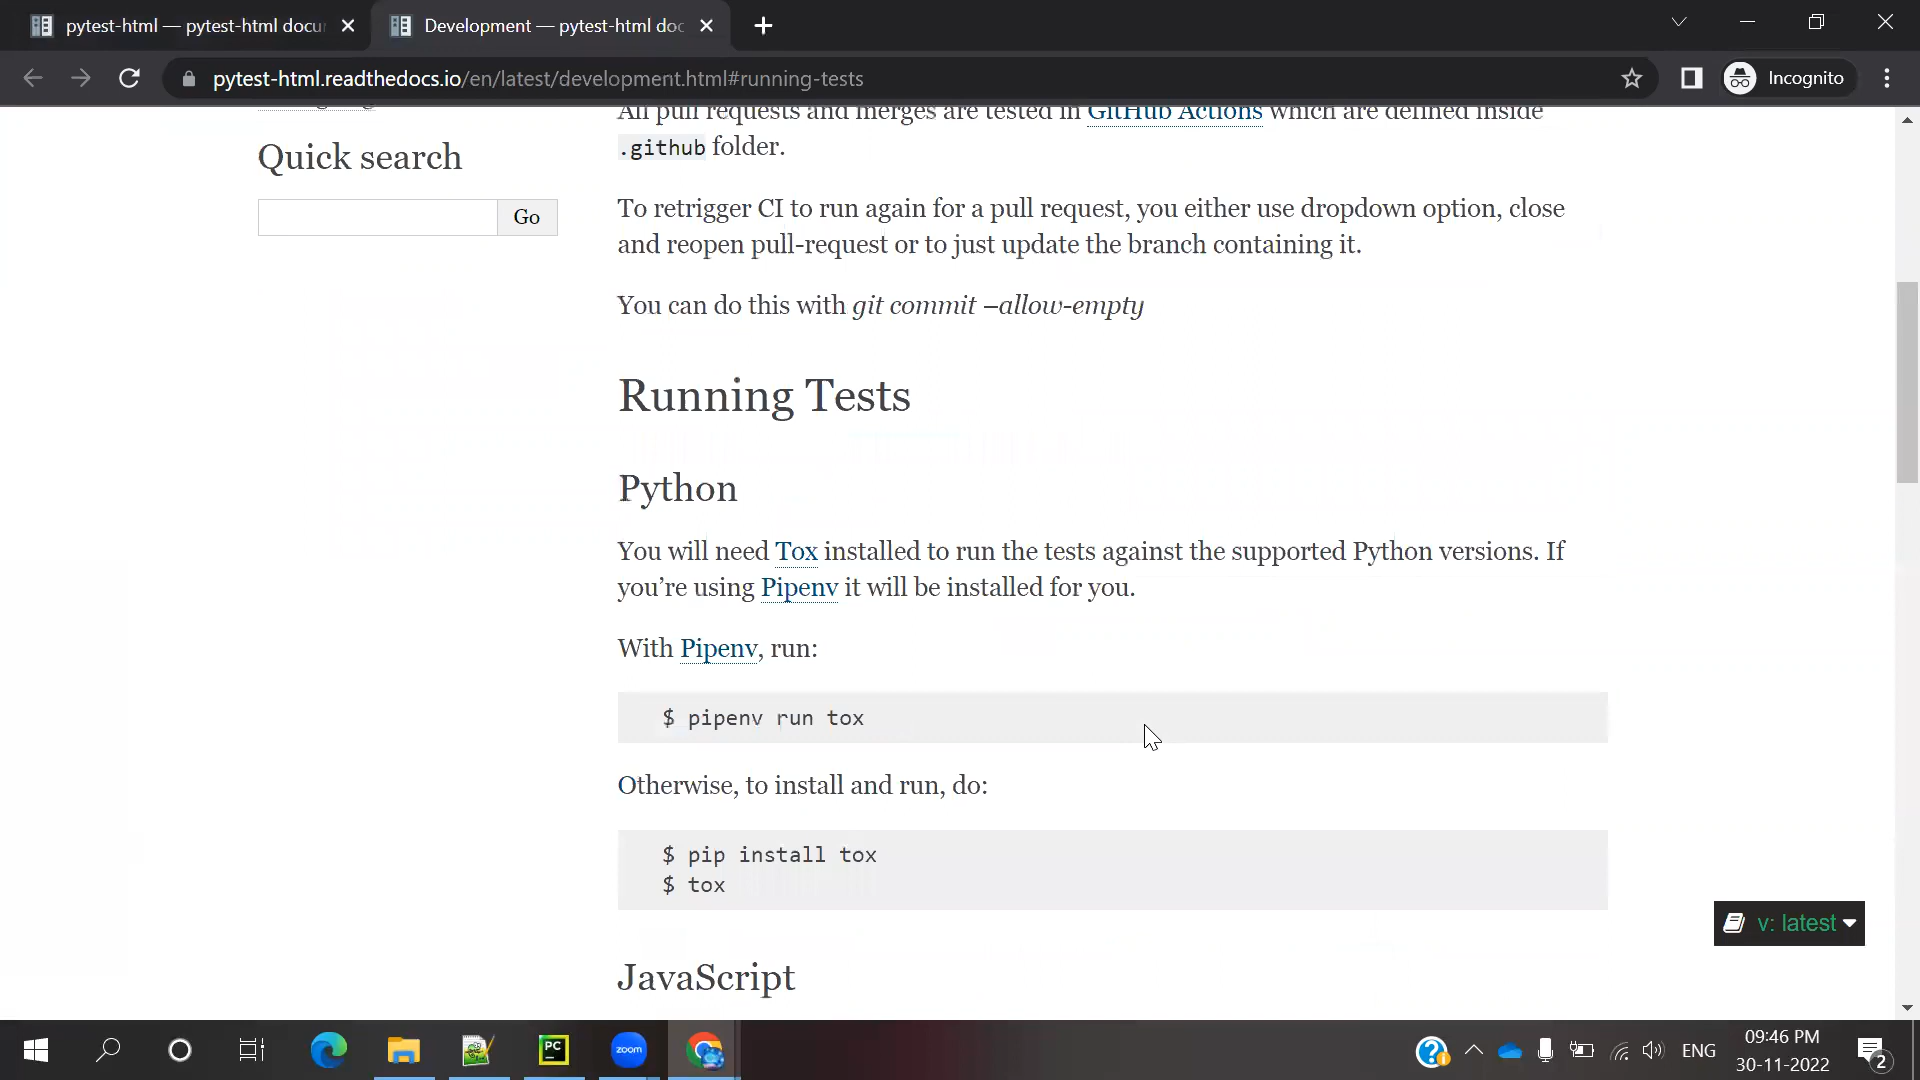 pytest-html — pytest-html docu
Development — pytest-html doc
pytest-html.readthedocs.io/en/latest/development.html#running-tests
Incognito
All pull requests and merges are tested in GitHub Actions which are defined inside
.github folder.
Quick search
Go
To retrigger CI to run again for a pull request, you either use dropdown option, close
and reopen pull-request or to just update the branch containing it.
You can do this with git commit –allow-empty
Running Tests
Python
You will need Tox installed to run the tests against the supported Python versions. If
you’re using Pipenv it will be installed for you.
With Pipenv, run:
$ pipenv run tox
Otherwise, to install and run, do:
$ pip install tox
$ tox
v: latest
JavaScript
PC
zoom
ENG
09:46 PM
30-11-2022
2